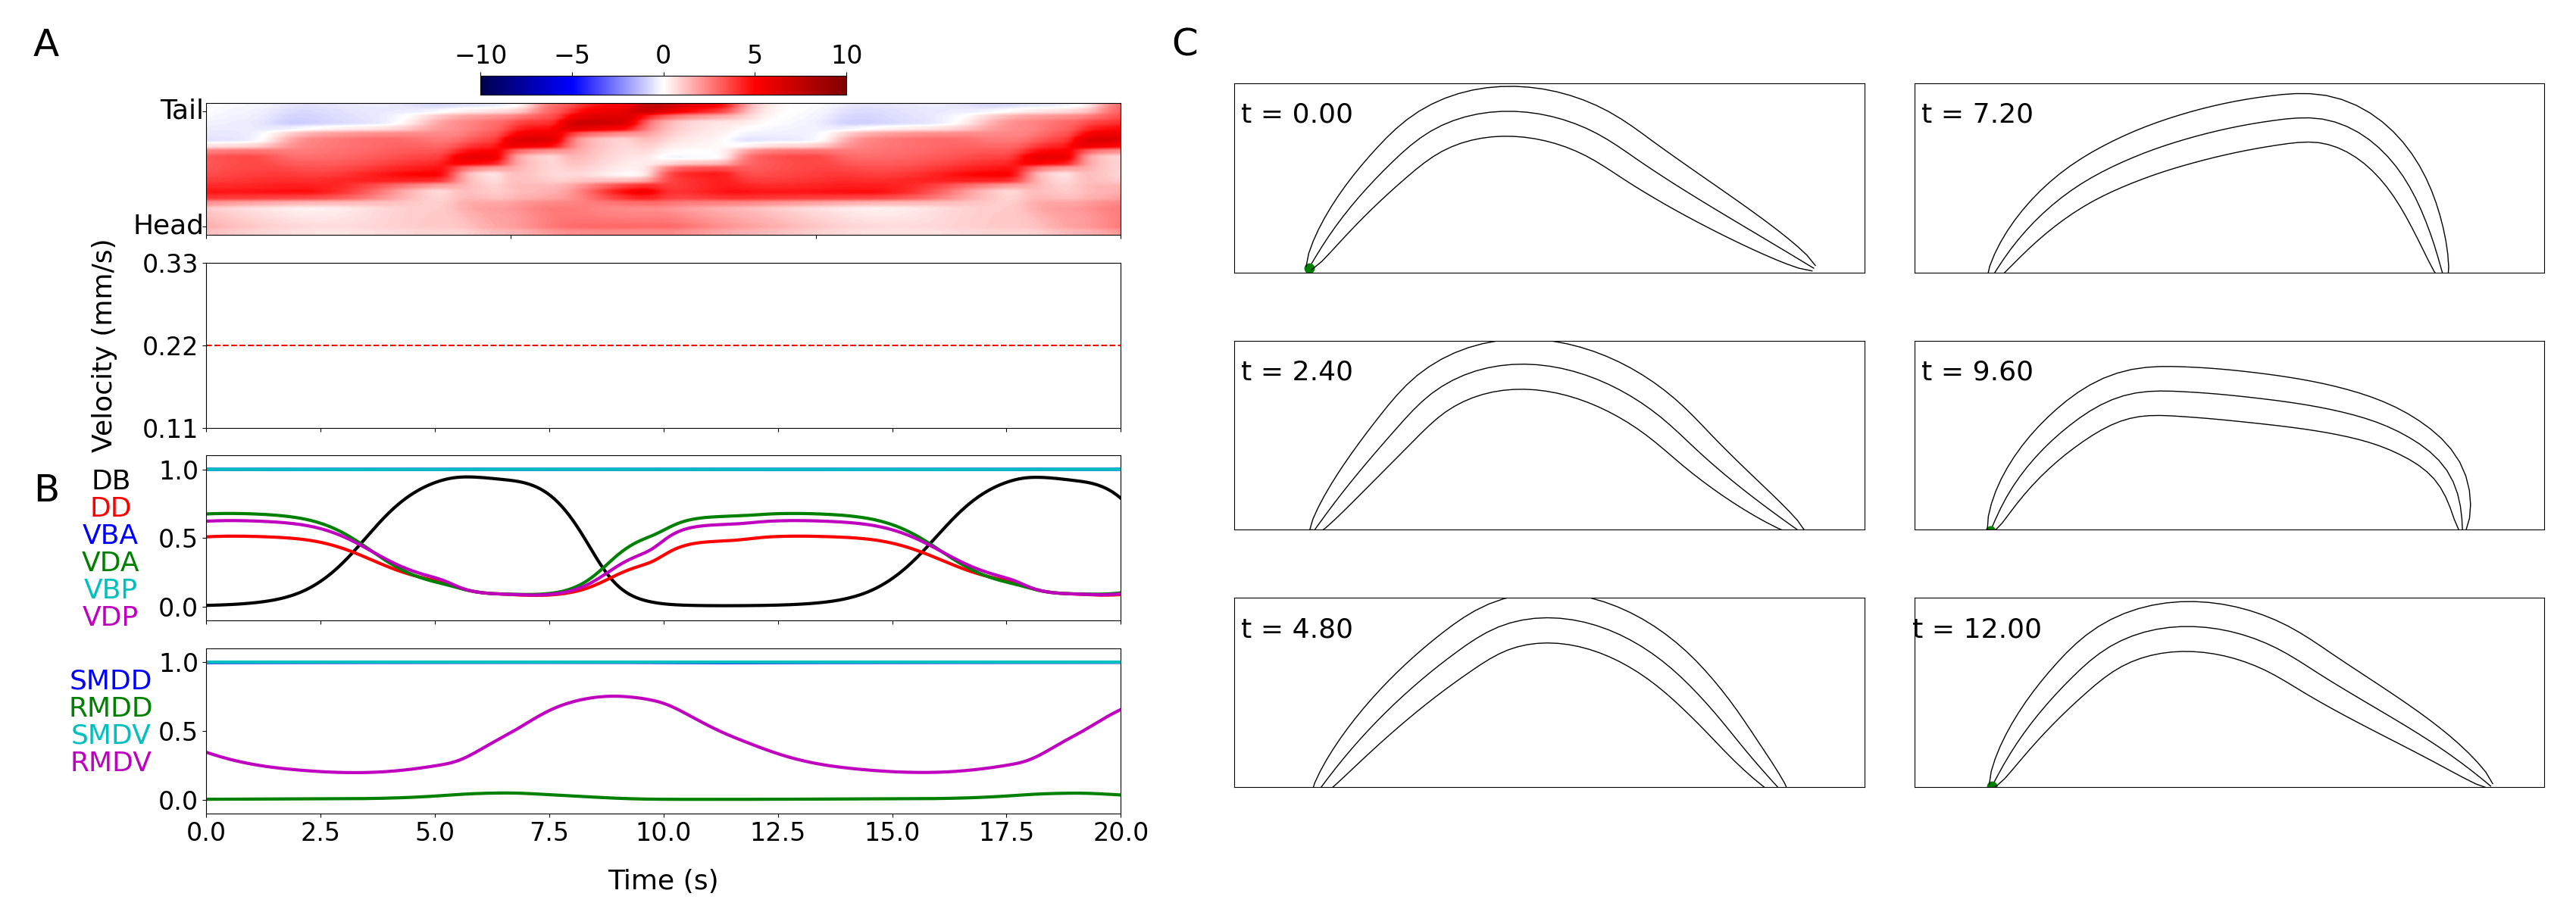 A
−10 −5 0 5 10
Tail
Head
Velocity (mm/s)
0.33
0.22
0.11
B
DB
DD
VBA
VDA
VBP
VDP
1.0
0.5
0.0
SMDD
RMDD
SMDV
RMDV
1.0
0.5
0.0
0.0 2.5 5.0 7.5 10.0 12.5 15.0 17.5 20.0
Time (s)
C
t = 0.00
t = 7.20
t = 2.40
t = 9.60
t = 4.80
t = 12.00